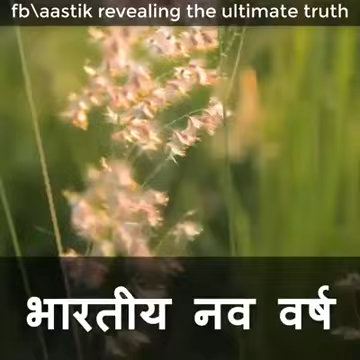 fb\aastik revealing the ultimate truth
भारतीय नव वर्ष